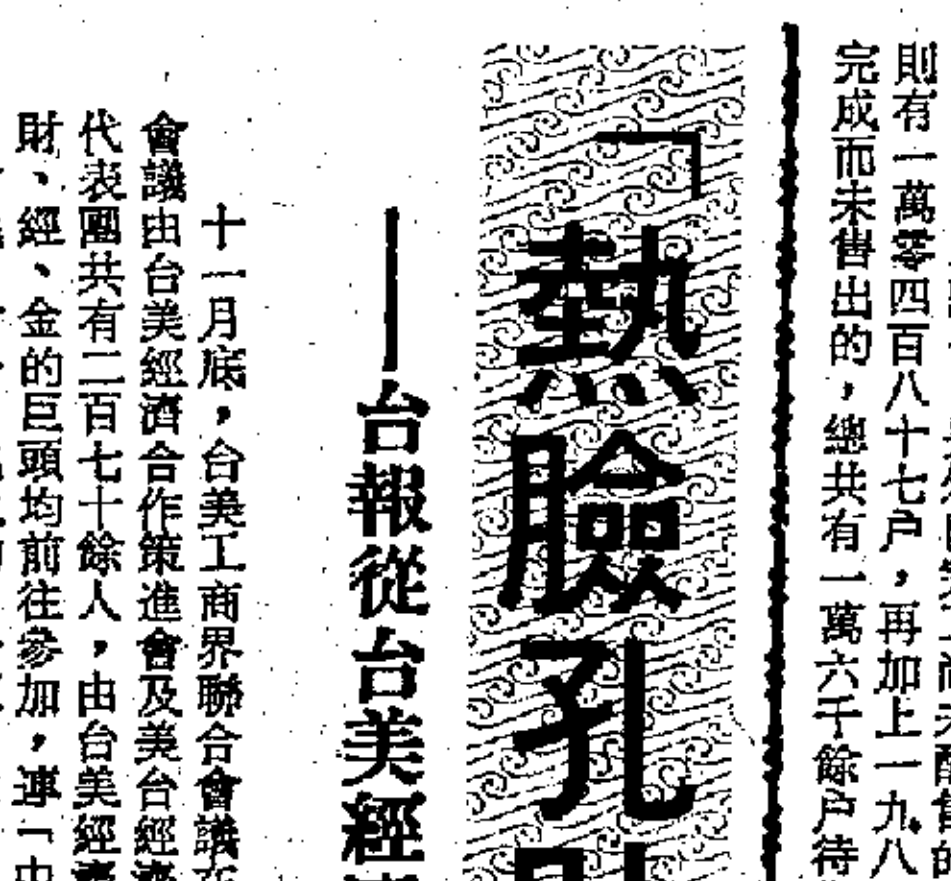 則有一萬零四百八十七戶，再加上一九八
完成而未售出的，總共有一萬六千餘戶待
「熱臉孔貼
——台報從台美經濟
十一月底，台美工商界聯合會議在
會議由台美經濟合作策進會及美台經濟
代表團共有二百七十餘人，由台美經濟
財、經、金的巨頭均前往參加，連「中